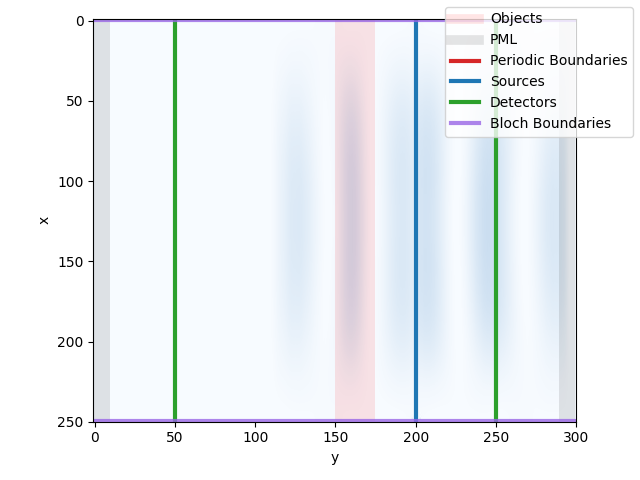 Objects
PML
Periodic Boundaries
Sources
Detectors
Bloch Boundaries
0
50
100
150
200
250
x
0
50
100
150
200
250
300
y